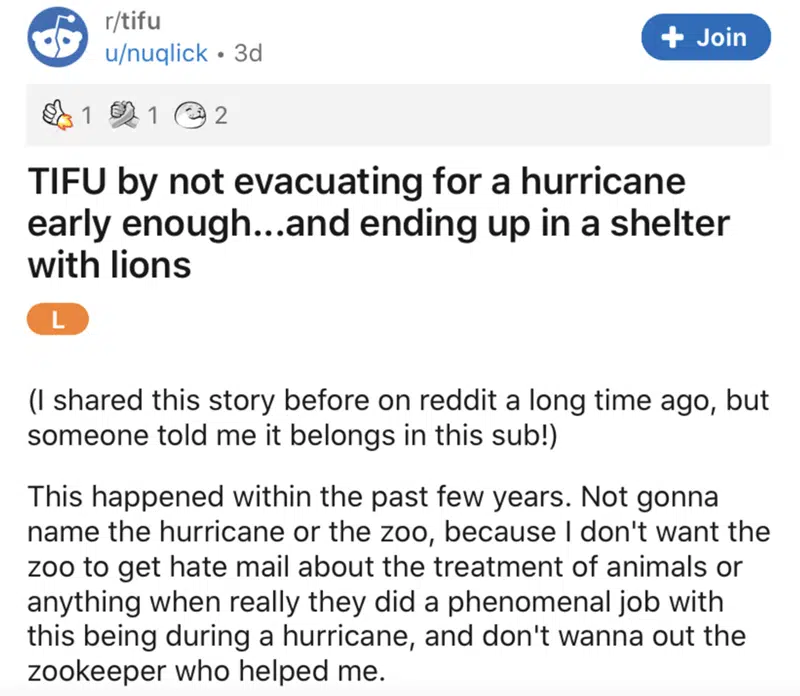 r/tifu
u/nuqlick • 3d
+ Join
1 1 2
TIFU by not evacuating for a hurricane
early enough...and ending up in a shelter
with lions
L
(I shared this story before on reddit a long time ago, but
someone told me it belongs in this sub!)
This happened within the past few years. Not gonna
name the hurricane or the zoo, because I don't want the
zoo to get hate mail about the treatment of animals or
anything when really they did a phenomenal job with
this being during a hurricane, and don't wanna out the
zookeeper who helped me.